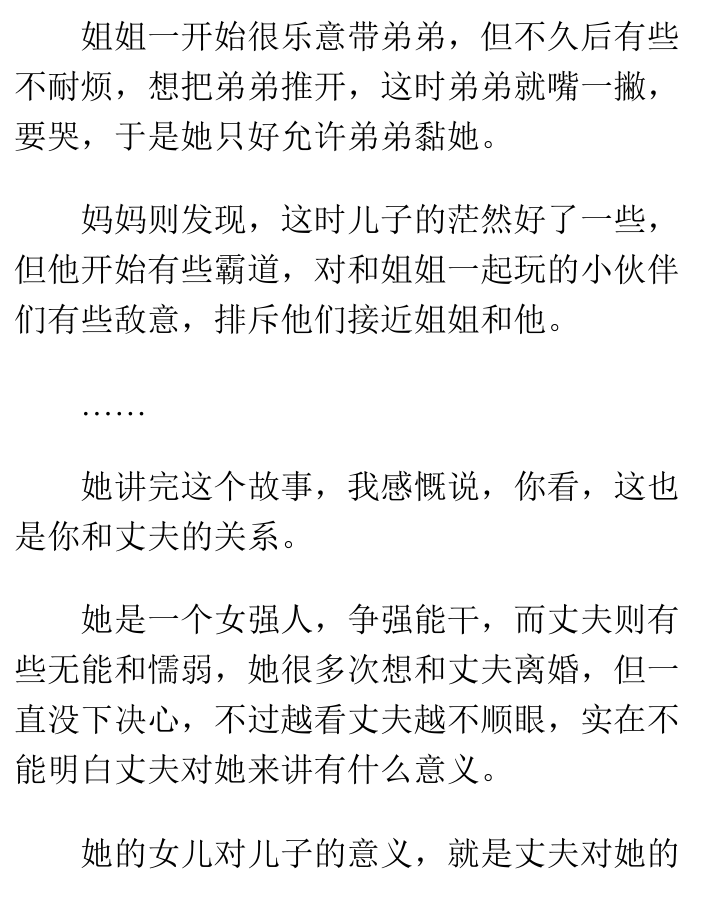 姐姐一开始很乐意带弟弟，但不久后有些
不耐烦，想把弟弟推开，这时弟弟就嘴一撇，
要哭，于是她只好允许弟弟黏她。
妈妈则发现，这时儿子的茫然好了一些，
但他开始有些霸道，对和姐姐一起玩的小伙伴
们有些敌意，排斥他们接近姐姐和他。
……
她讲完这个故事，我感慨说，你看，这也
是你和丈夫的关系。
她是一个女强人，争强能干，而丈夫则有
些无能和懦弱，她很多次想和丈夫离婚，但一
直没下决心，不过越看丈夫越不顺眼，实在不
能明白丈夫对她来讲有什么意义。
她的女儿对儿子的意义，就是丈夫对她的